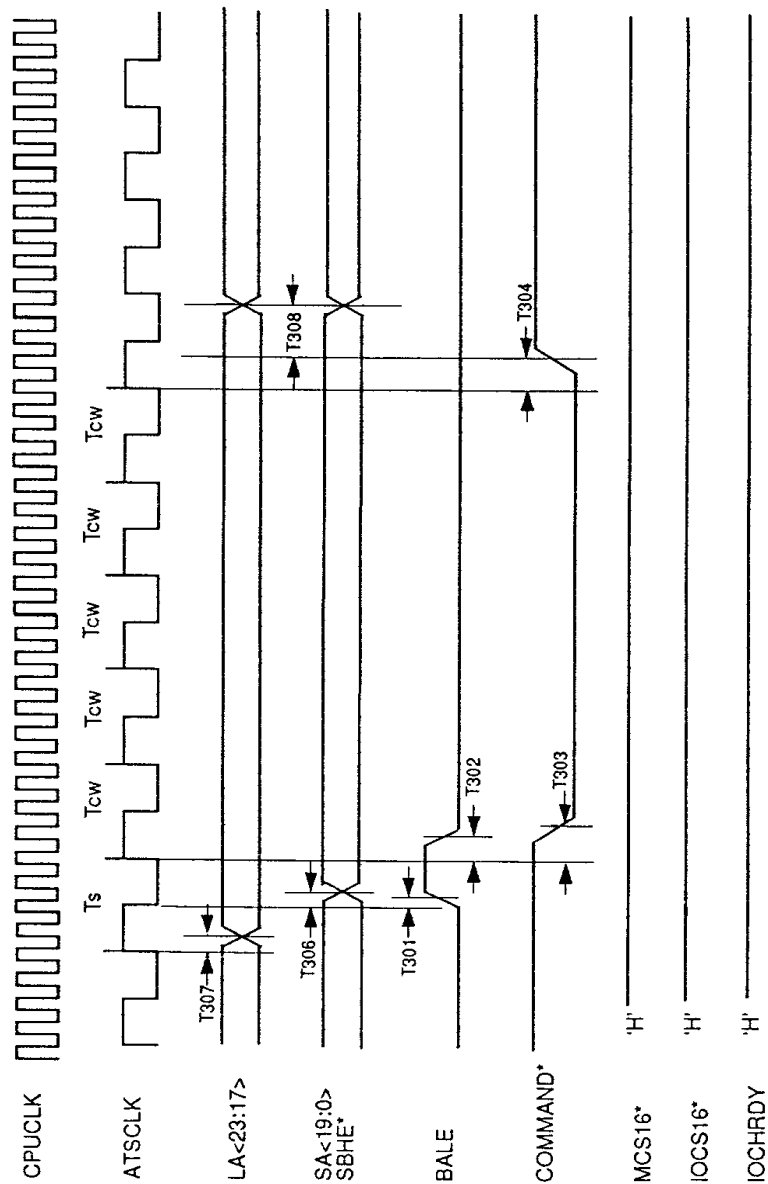 CPUCLK
ATSCLK
Ts
Tcw
Tcw
Tcw
Tcw
Tcw
LA<23:17>
T307
T308
SA<19:0>
SBHE*
T306
BALE
T301
T302
COMMAND*
T303
T304
MCS16*
'H'
IOCS16*
'H'
IOCHRDY
'H'